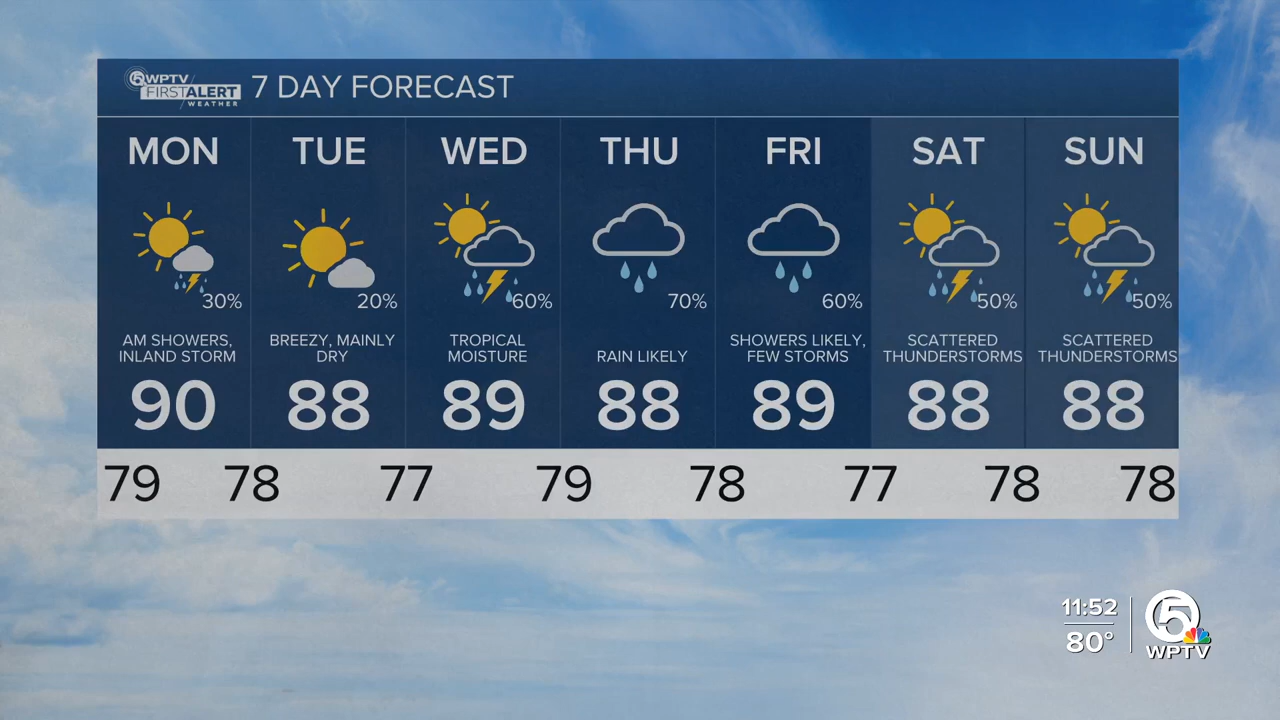 5 WPTV
FIRST ALERT
WEATHER
7 DAY FORECAST
MON TUE WED THU FRI SAT SUN
30% 20% 60% 70% 60% 50% 50%
AM SHOWERS,
INLAND STORM
BREEZY, MAINLY
DRY
TROPICAL
MOISTURE
RAIN LIKELY
SHOWERS LIKELY,
FEW STORMS
SCATTERED
THUNDERSTORMS
SCATTERED
THUNDERSTORMS
90 88 89 88 89 88 88
79 78 77 79 78 77 78 78
11:52
80°
5
WPTV